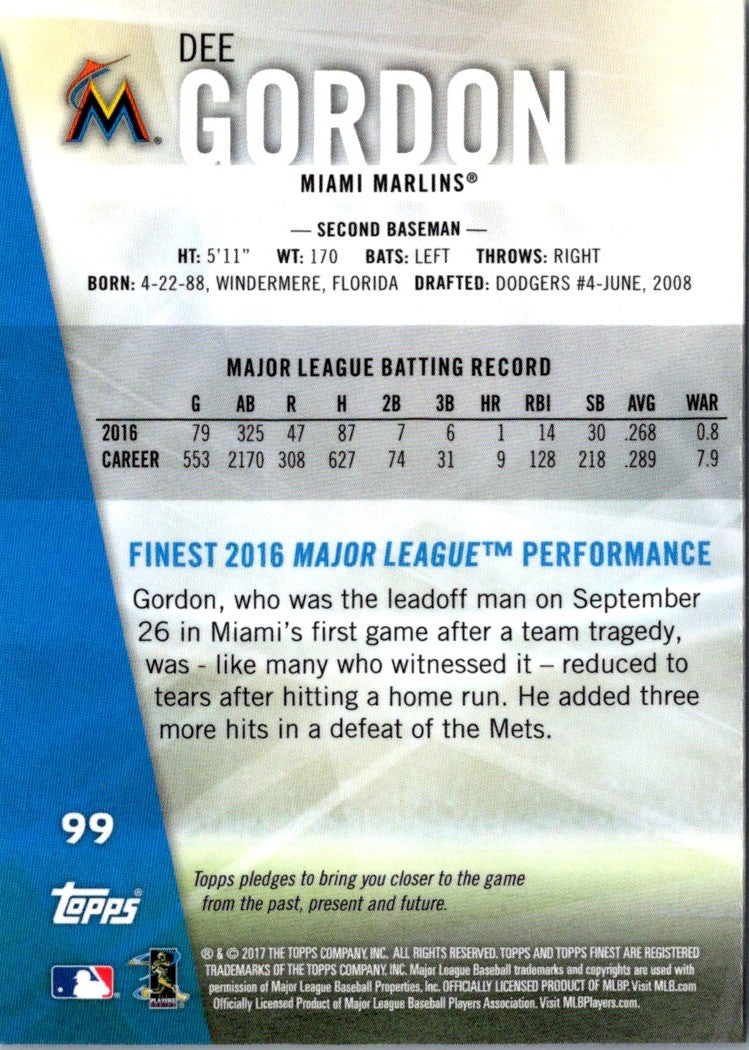 DEE
GORDON
M®
MIAMI MARLINS®
— SECOND BASEMAN —
HT: 5'11" WT: 170 BATS: LEFT THROWS: RIGHT
BORN: 4-22-88, WINDERMERE, FLORIDA DRAFTED: DODGERS #4-JUNE, 2008
MAJOR LEAGUE BATTING RECORD
G AB R H 2B 3B HR RBI SB AVG WAR
2016 79 325 47 87 7 6 1 14 30 .268 0.8
CAREER 553 2170 308 627 74 31 9 128 218 .289 7.9
FINEST 2016 MAJOR LEAGUE™ PERFORMANCE
Gordon, who was the leadoff man on September
26 in Miami's first game after a team tragedy,
was - like many who witnessed it – reduced to
tears after hitting a home run. He added three
more hits in a defeat of the Mets.
99
Topps®
Topps pledges to bring you closer to the game
from the past, present and future.
® & © 2017 THE TOPPS COMPANY, INC. ALL RIGHTS RESERVED. TOPPS AND TOPPS FINEST ARE REGISTERED
TRADEMARKS OF THE TOPPS COMPANY, INC. Major League Baseball trademarks and copyrights are used with
permission of Major League Baseball Properties, Inc. OFFICIALLY LICENSED PRODUCT OF MLBP. Visit MLB.com
Officially Licensed Product of Major League Baseball Players Association. Visit MLBPlayers.com.
PLAYERS